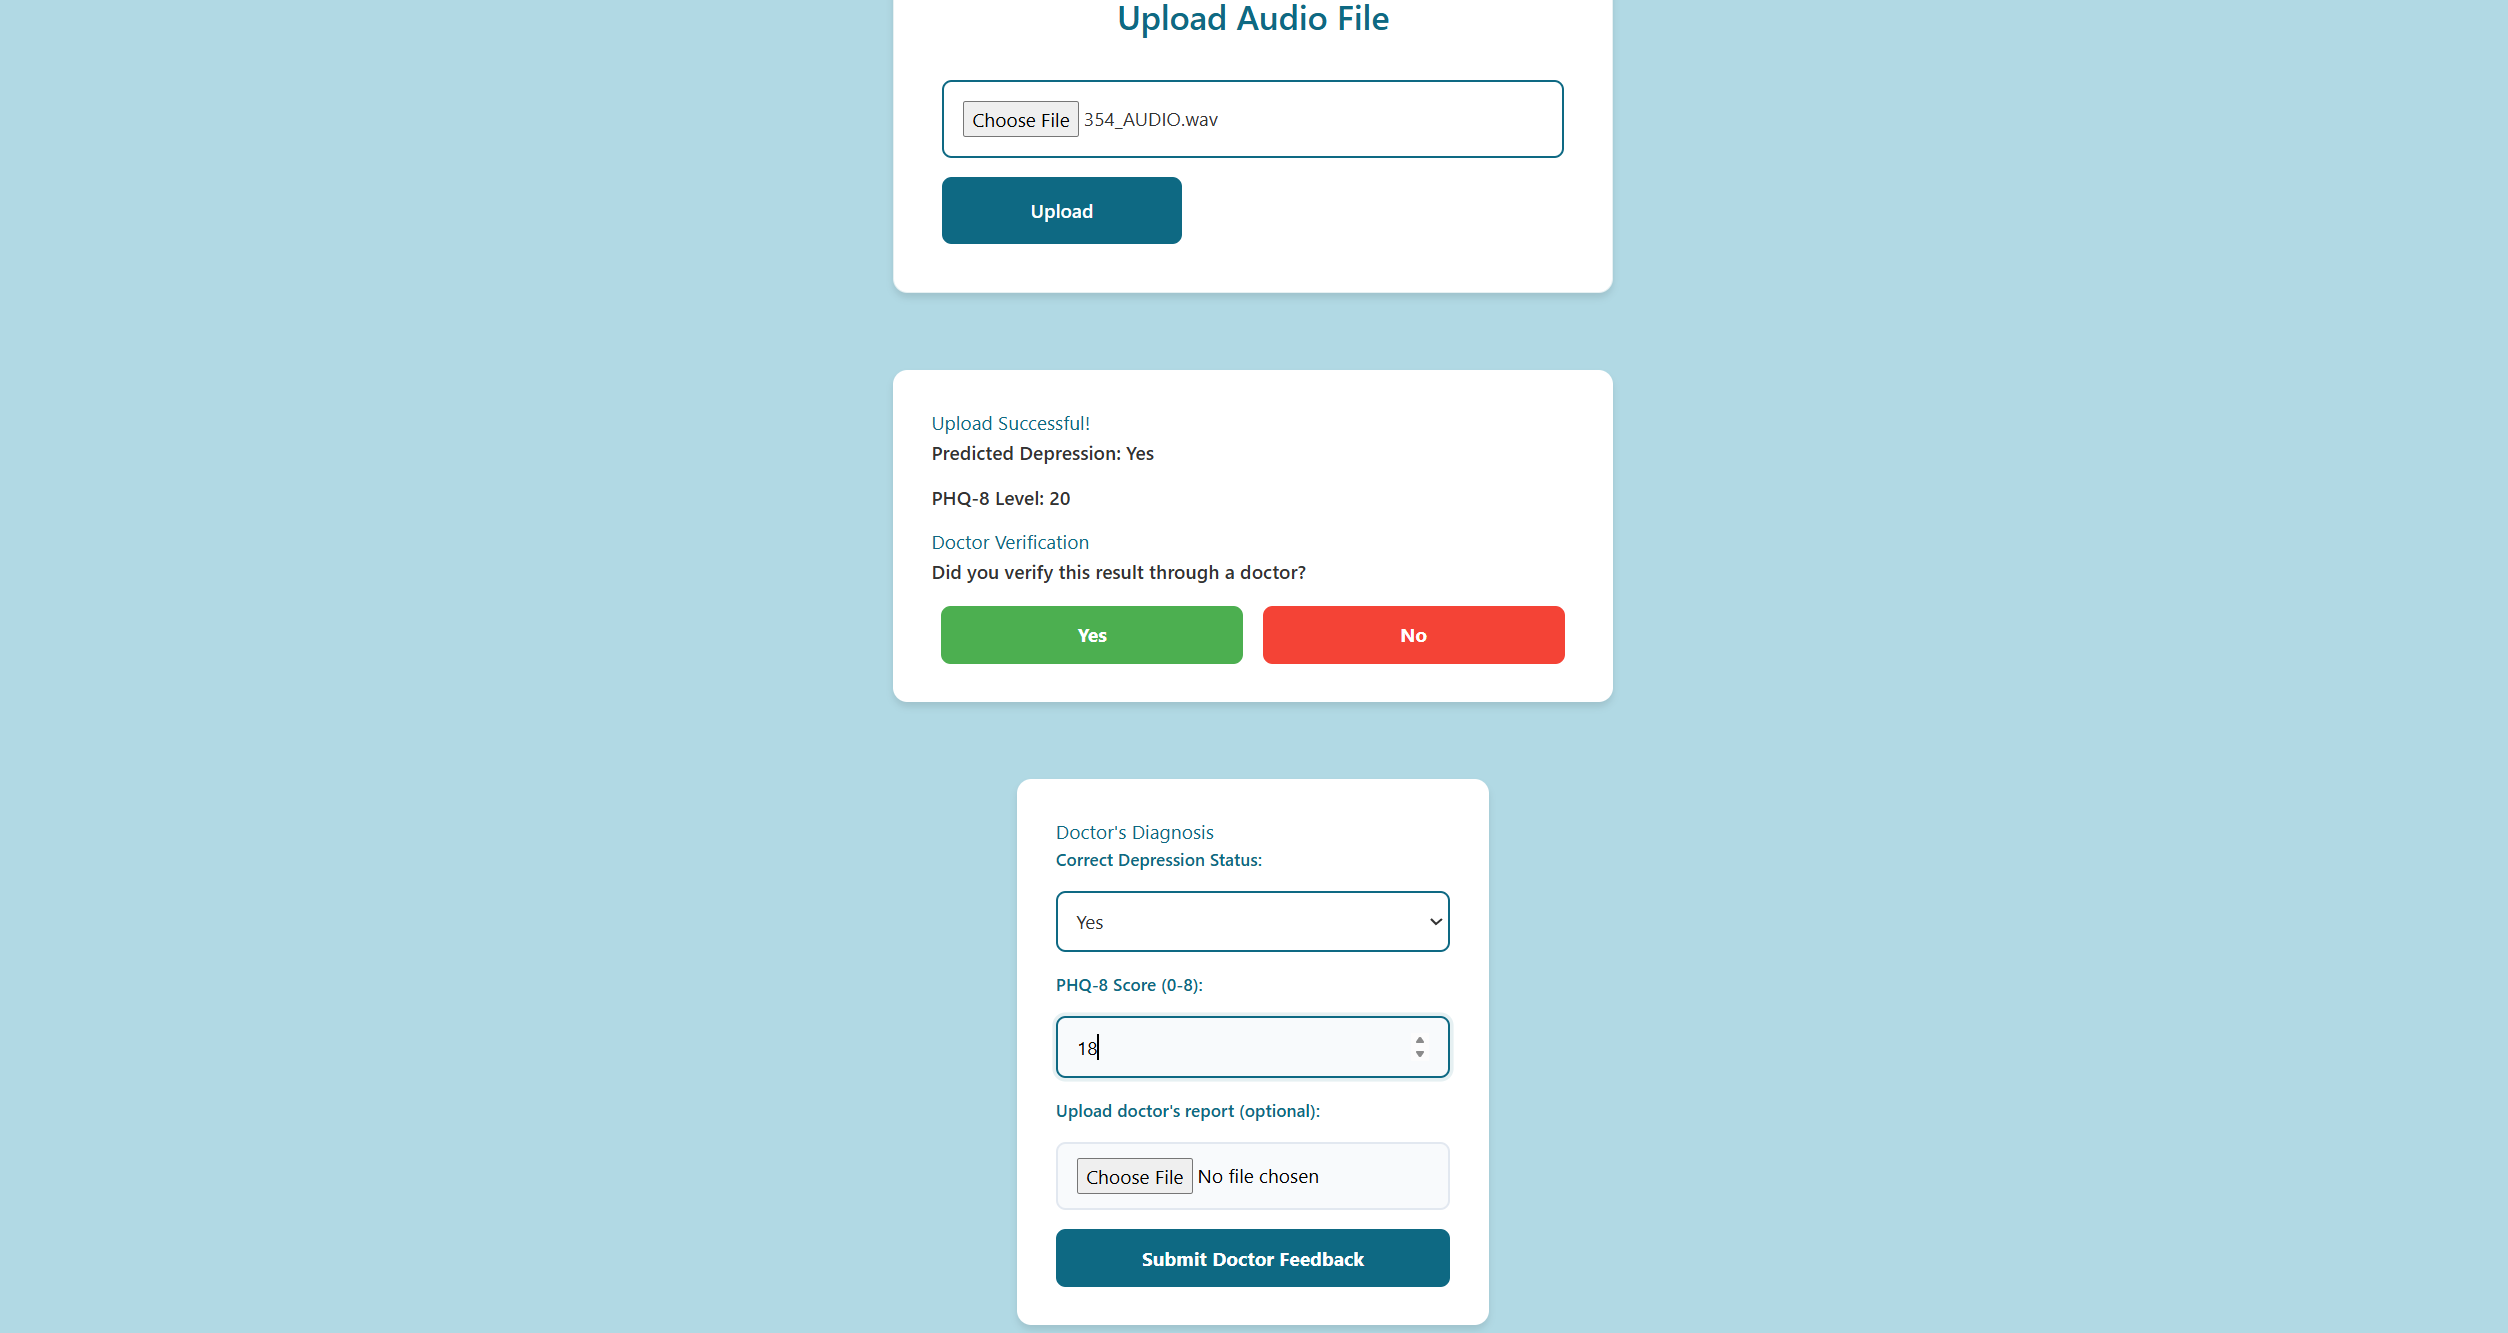 Upload Audio File
Choose File 354_AUDIO.wav
Upload
Upload Successful!
Predicted Depression: Yes
PHQ-8 Level: 20
Doctor Verification
Did you verify this result through a doctor?
Yes No
Doctor's Diagnosis
Correct Depression Status:
Yes
PHQ-8 Score (0-8):
18
Upload doctor's report (optional):
Choose File No file chosen
Submit Doctor Feedback